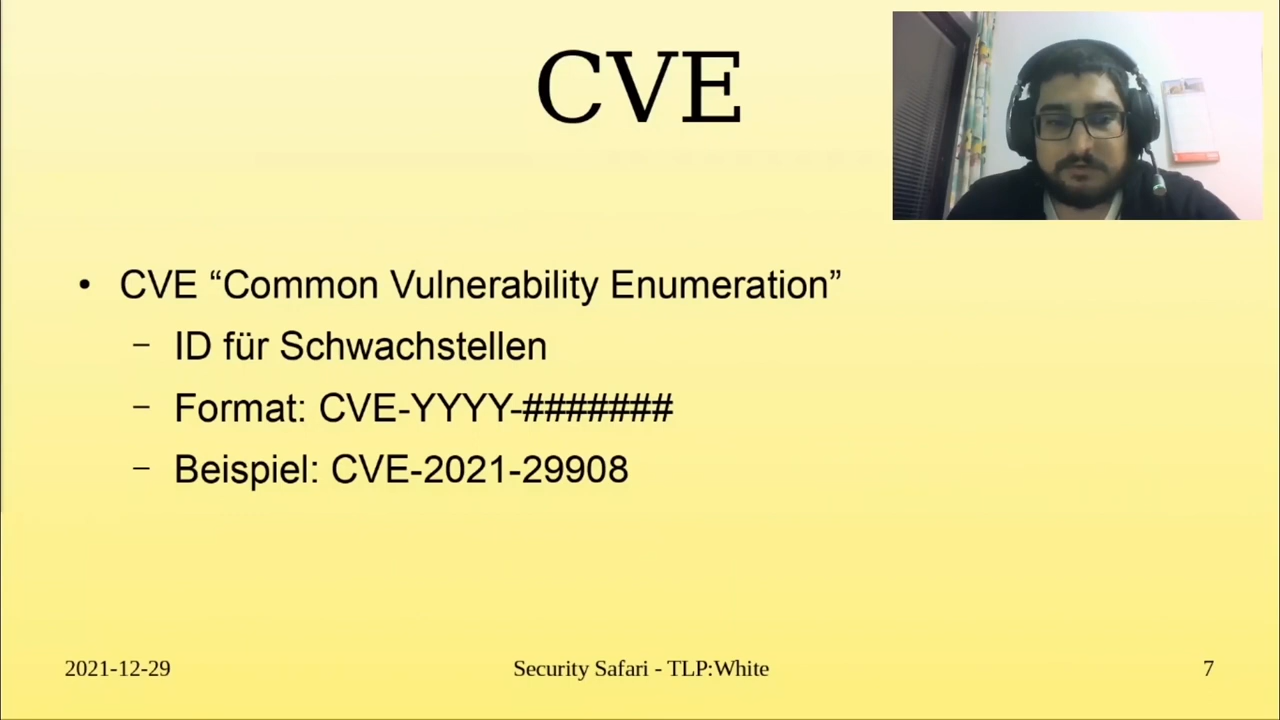 CVE
• CVE “Common Vulnerability Enumeration”
– ID für Schwachstellen
– Format: CVE-YYYY-#######
– Beispiel: CVE-2021-29908
2021-12-29
Security Safari - TLP:White
7